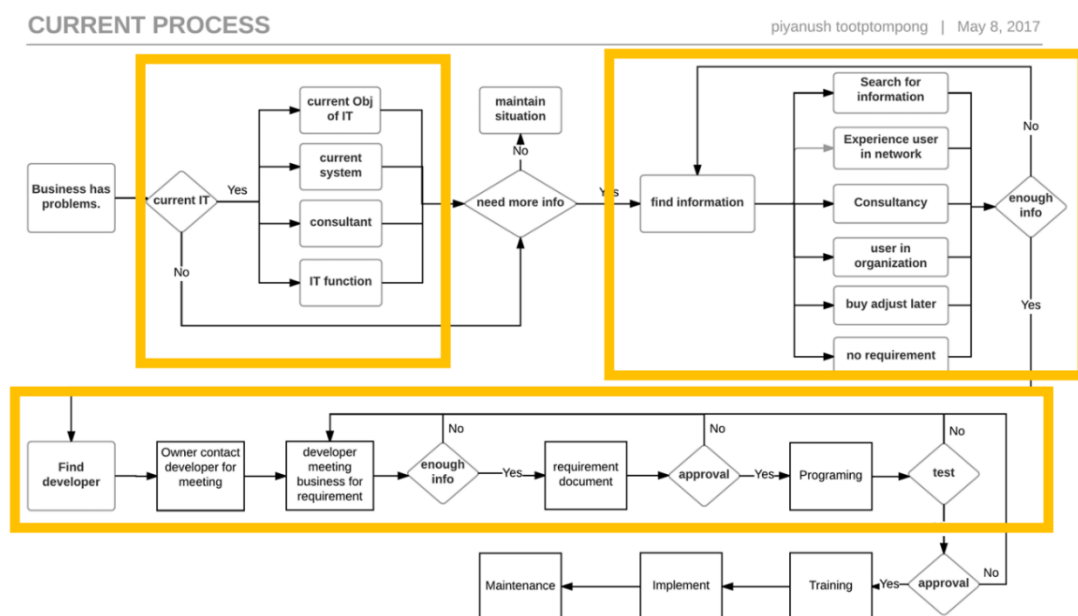 CURRENT PROCESS
piyanush tootptompong | May 8, 2017
Business has
problems.
current IT
Yes
No
current Obj
of IT
current
system
consultant
IT function
maintain
situation
No
need more info
Yes
find information
Search for
information
Experience user
in network
Consultancy
user in
organization
buy adjust later
no requirement
No
enough
info
Yes
Find
developer
Owner contact
developer for
meeting
developer
meeting
business for
requirement
No
enough
info
Yes
requirement
document
No
approval
Yes
Programing
No
test
Maintenance
Implement
Training
Yes
approval
No